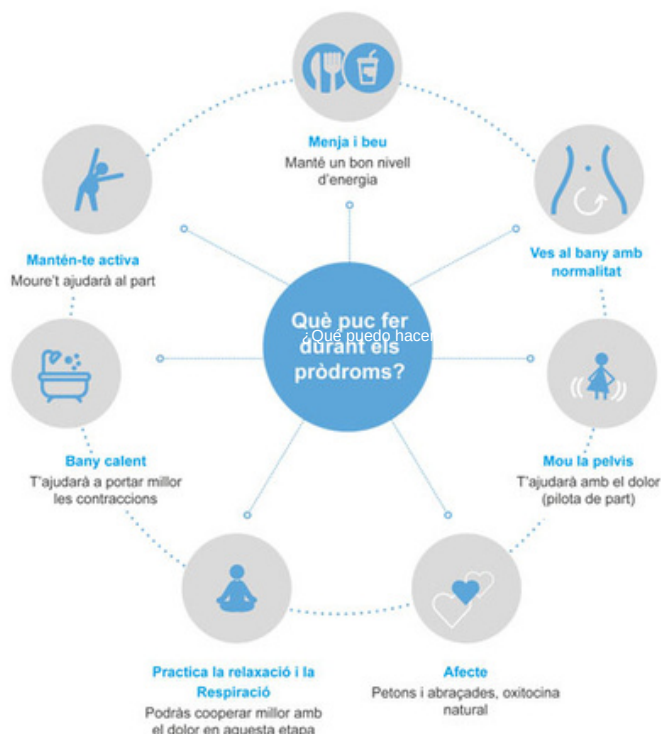 Menja i beu
Manté un bon nivell
d'energia
Mantén-te activa
Moure't ajudarà al part
Ves al bany amb
normalitat
Què puc fer
¿Qué puedo hacer
durant els
pròdroms?
Bany calent
T'ajudarà a portar millor
les contraccions
Mou la pelvis
T'ajudarà amb el dolor
(pilota de part)
Practica la relaxació i la
Respiració
Podràs cooperar millor amb
el dolor en aquesta etapa
Afecte
Petons i abraçades, oxitocina
natural